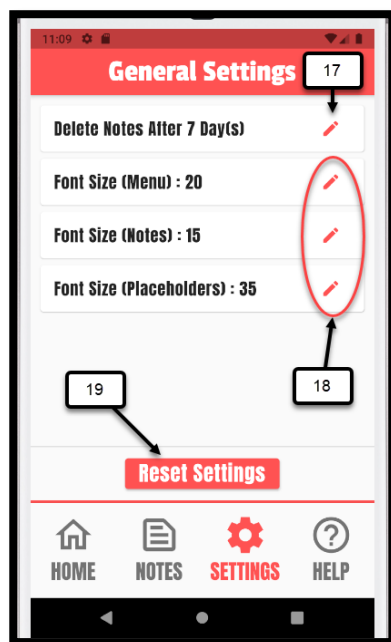 11:09
General Settings
17
Delete Notes After 7 Day(s)
Font Size (Menu) : 20
Font Size (Notes) : 15
Font Size (Placeholders) : 35
18
19
Reset Settings
HOME NOTES SETTINGS HELP